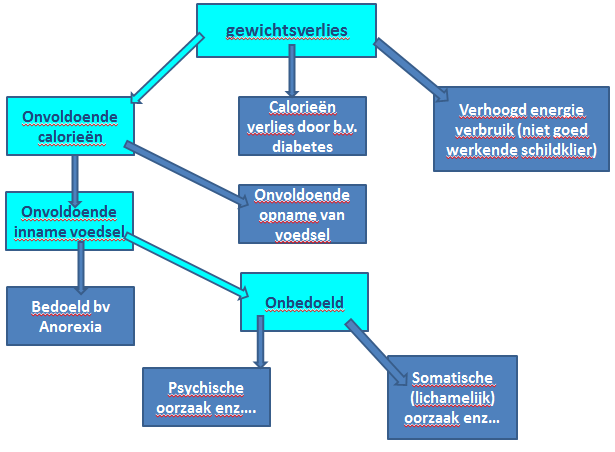 gewichtsverlies
Onvoldoende
calorieën
Calorieën
verlies door b.v.
diabetes
Verhoogd energie
verbruik (niet goed
werkende schildklier)
Onvoldoende
inname voedsel
Onvoldoende
opname van
voedsel
Bedoeld bv
Anorexia
Onbedoeld
Psychische
oorzaak enz,...
Somatische
(lichamelijk)
oorzaak enz...